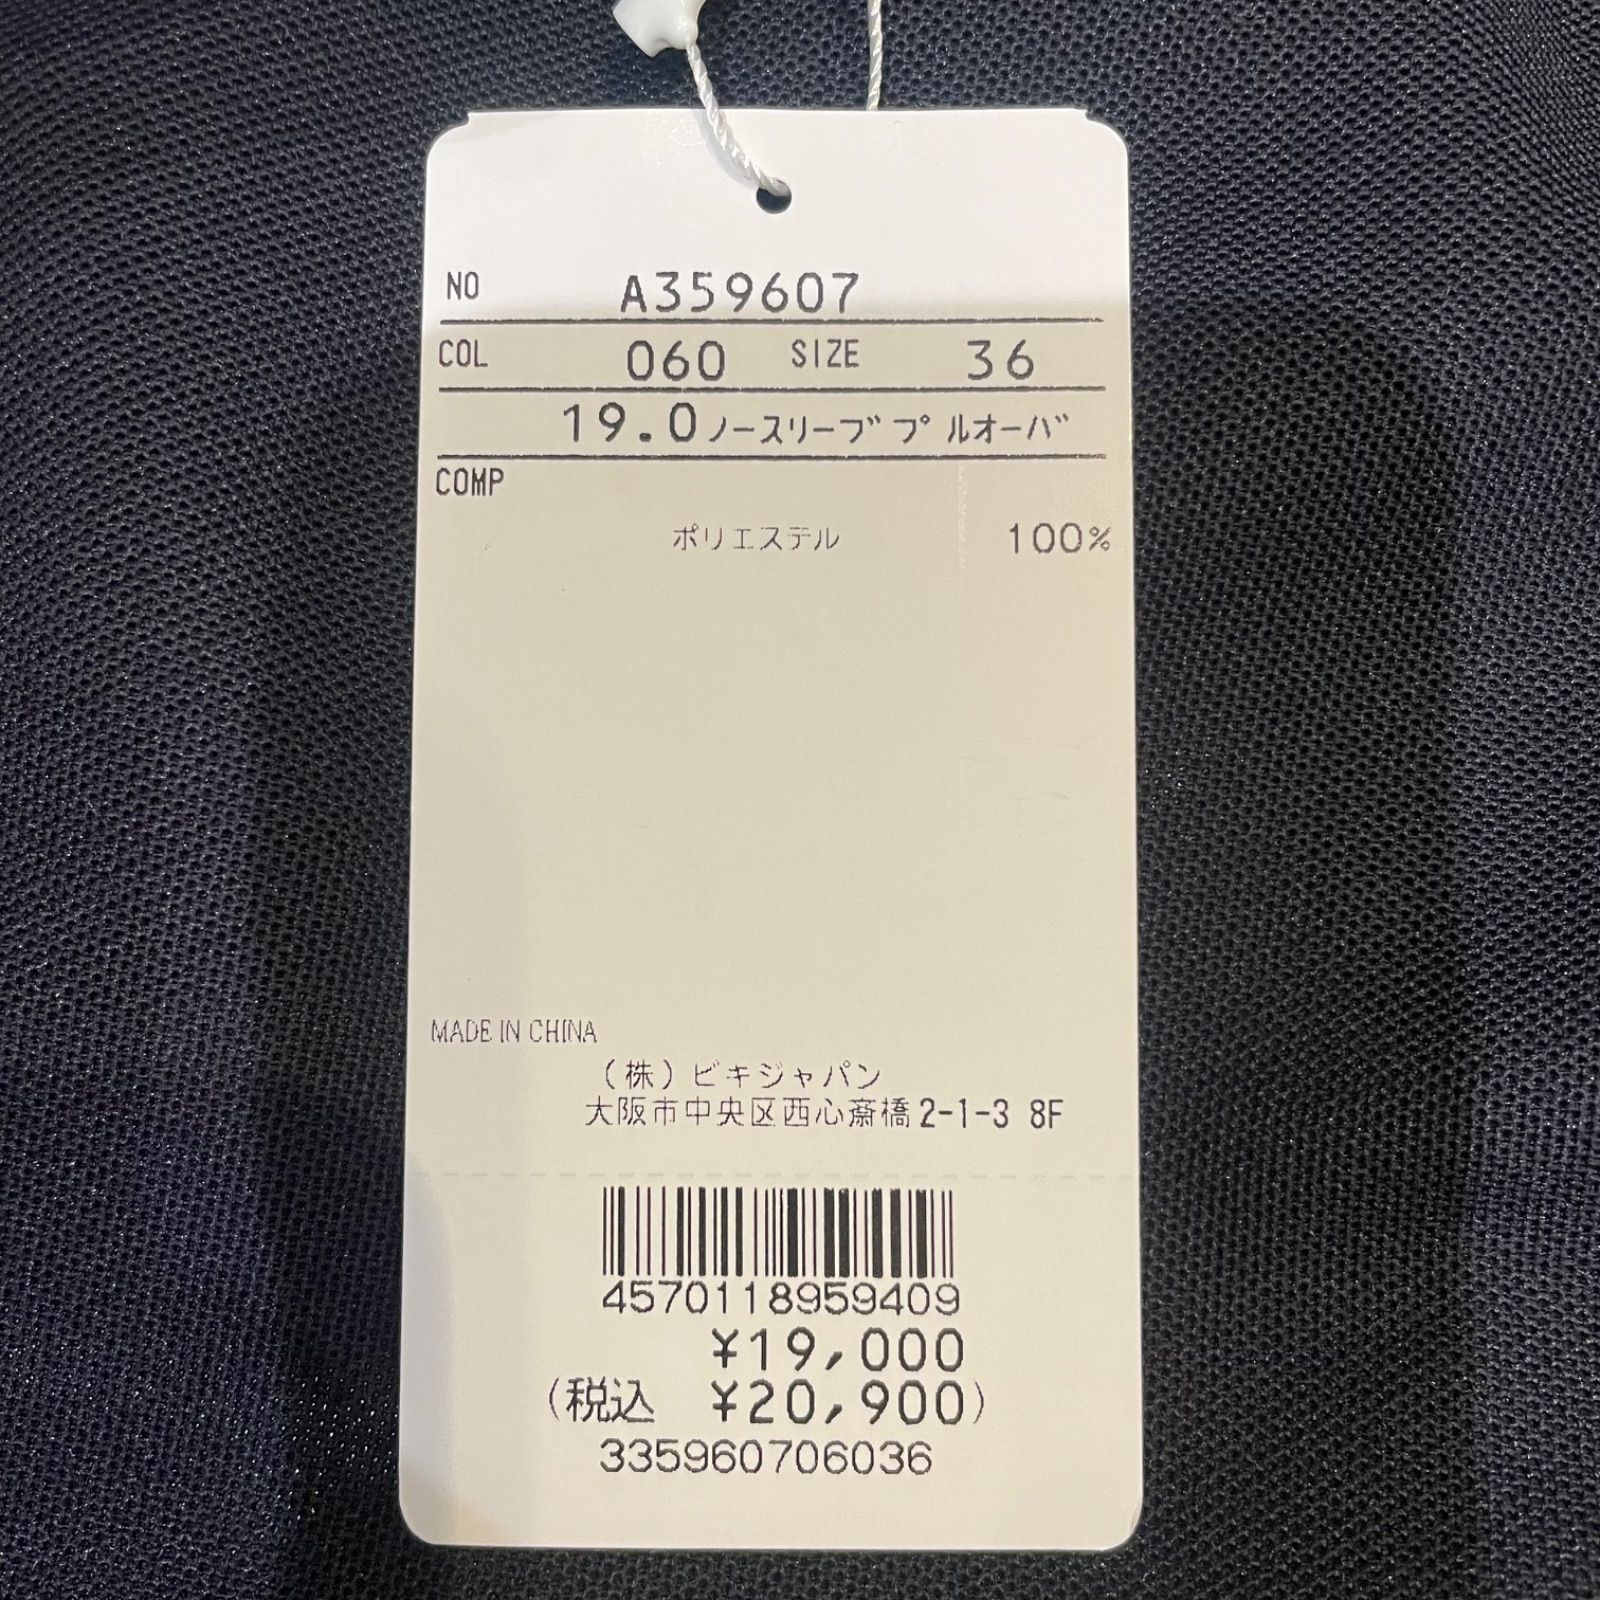 NO A359607
COL 060 SIZE 36
19.0ノースリーブプルオーバ
COMP
ポリエステル 100%
MADE IN CHINA
(株)ビキジャパン
大阪市中央区西心斎橋2-1-3 8F
4570118959409
¥19,000
(税込 ¥20,900)
335960706036